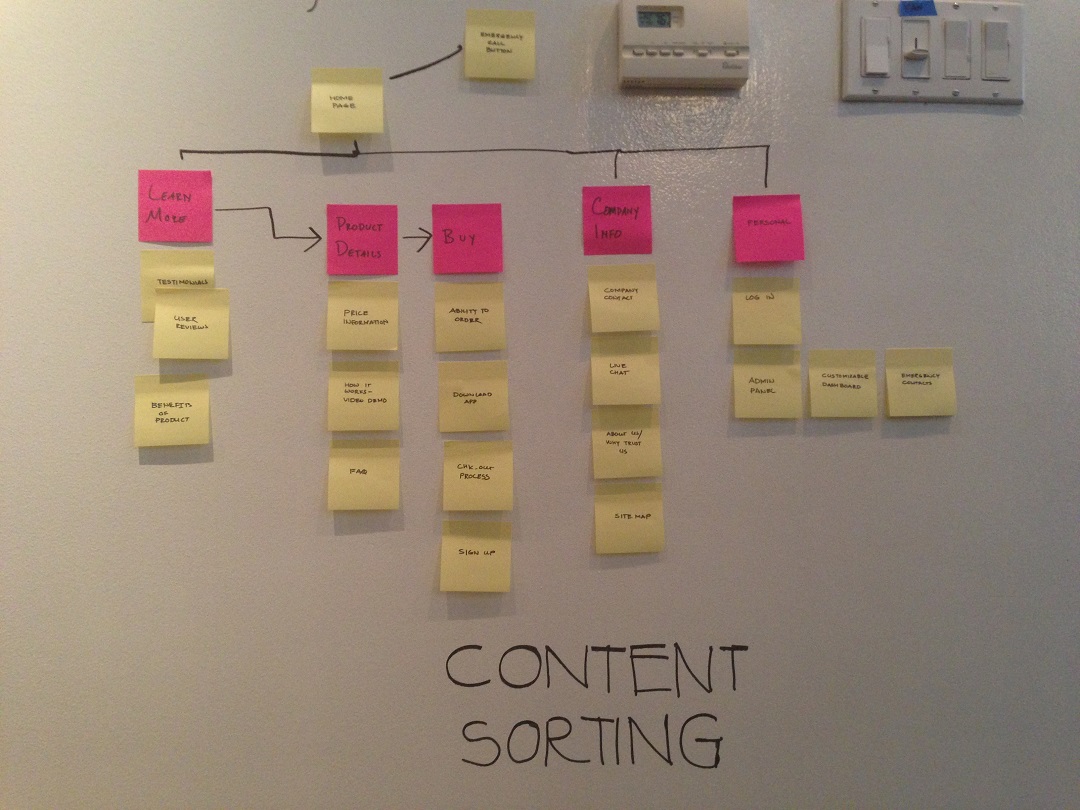 EMERGENCY
CALL
BUTTON
HOME
PAGE
LEARN
MORE
TESTIMONIALS
USER
REVIEWS
BENEFITS
OF
PRODUCT
PRODUCT
DETAILS
PRICE
INFORMATION
HOW IT
WORKS-
VIDEO DEMO
FAQ
BUY
ABILITY TO
ORDER
DOWNLOAD
APP
CHK-OUT
PROCESS
SIGN UP
COMPANY
INFO
COMPANY
CONTACT
LIVE
CHAT
ABOUT US/
WHY TRUST
US
SITE MAP
PERSONAL
LOG IN
ADMIN
PANEL
CUSTOMIZABLE
DASHBOARD
EMERGENCY
CONTACTS
CONTENT
SORTING